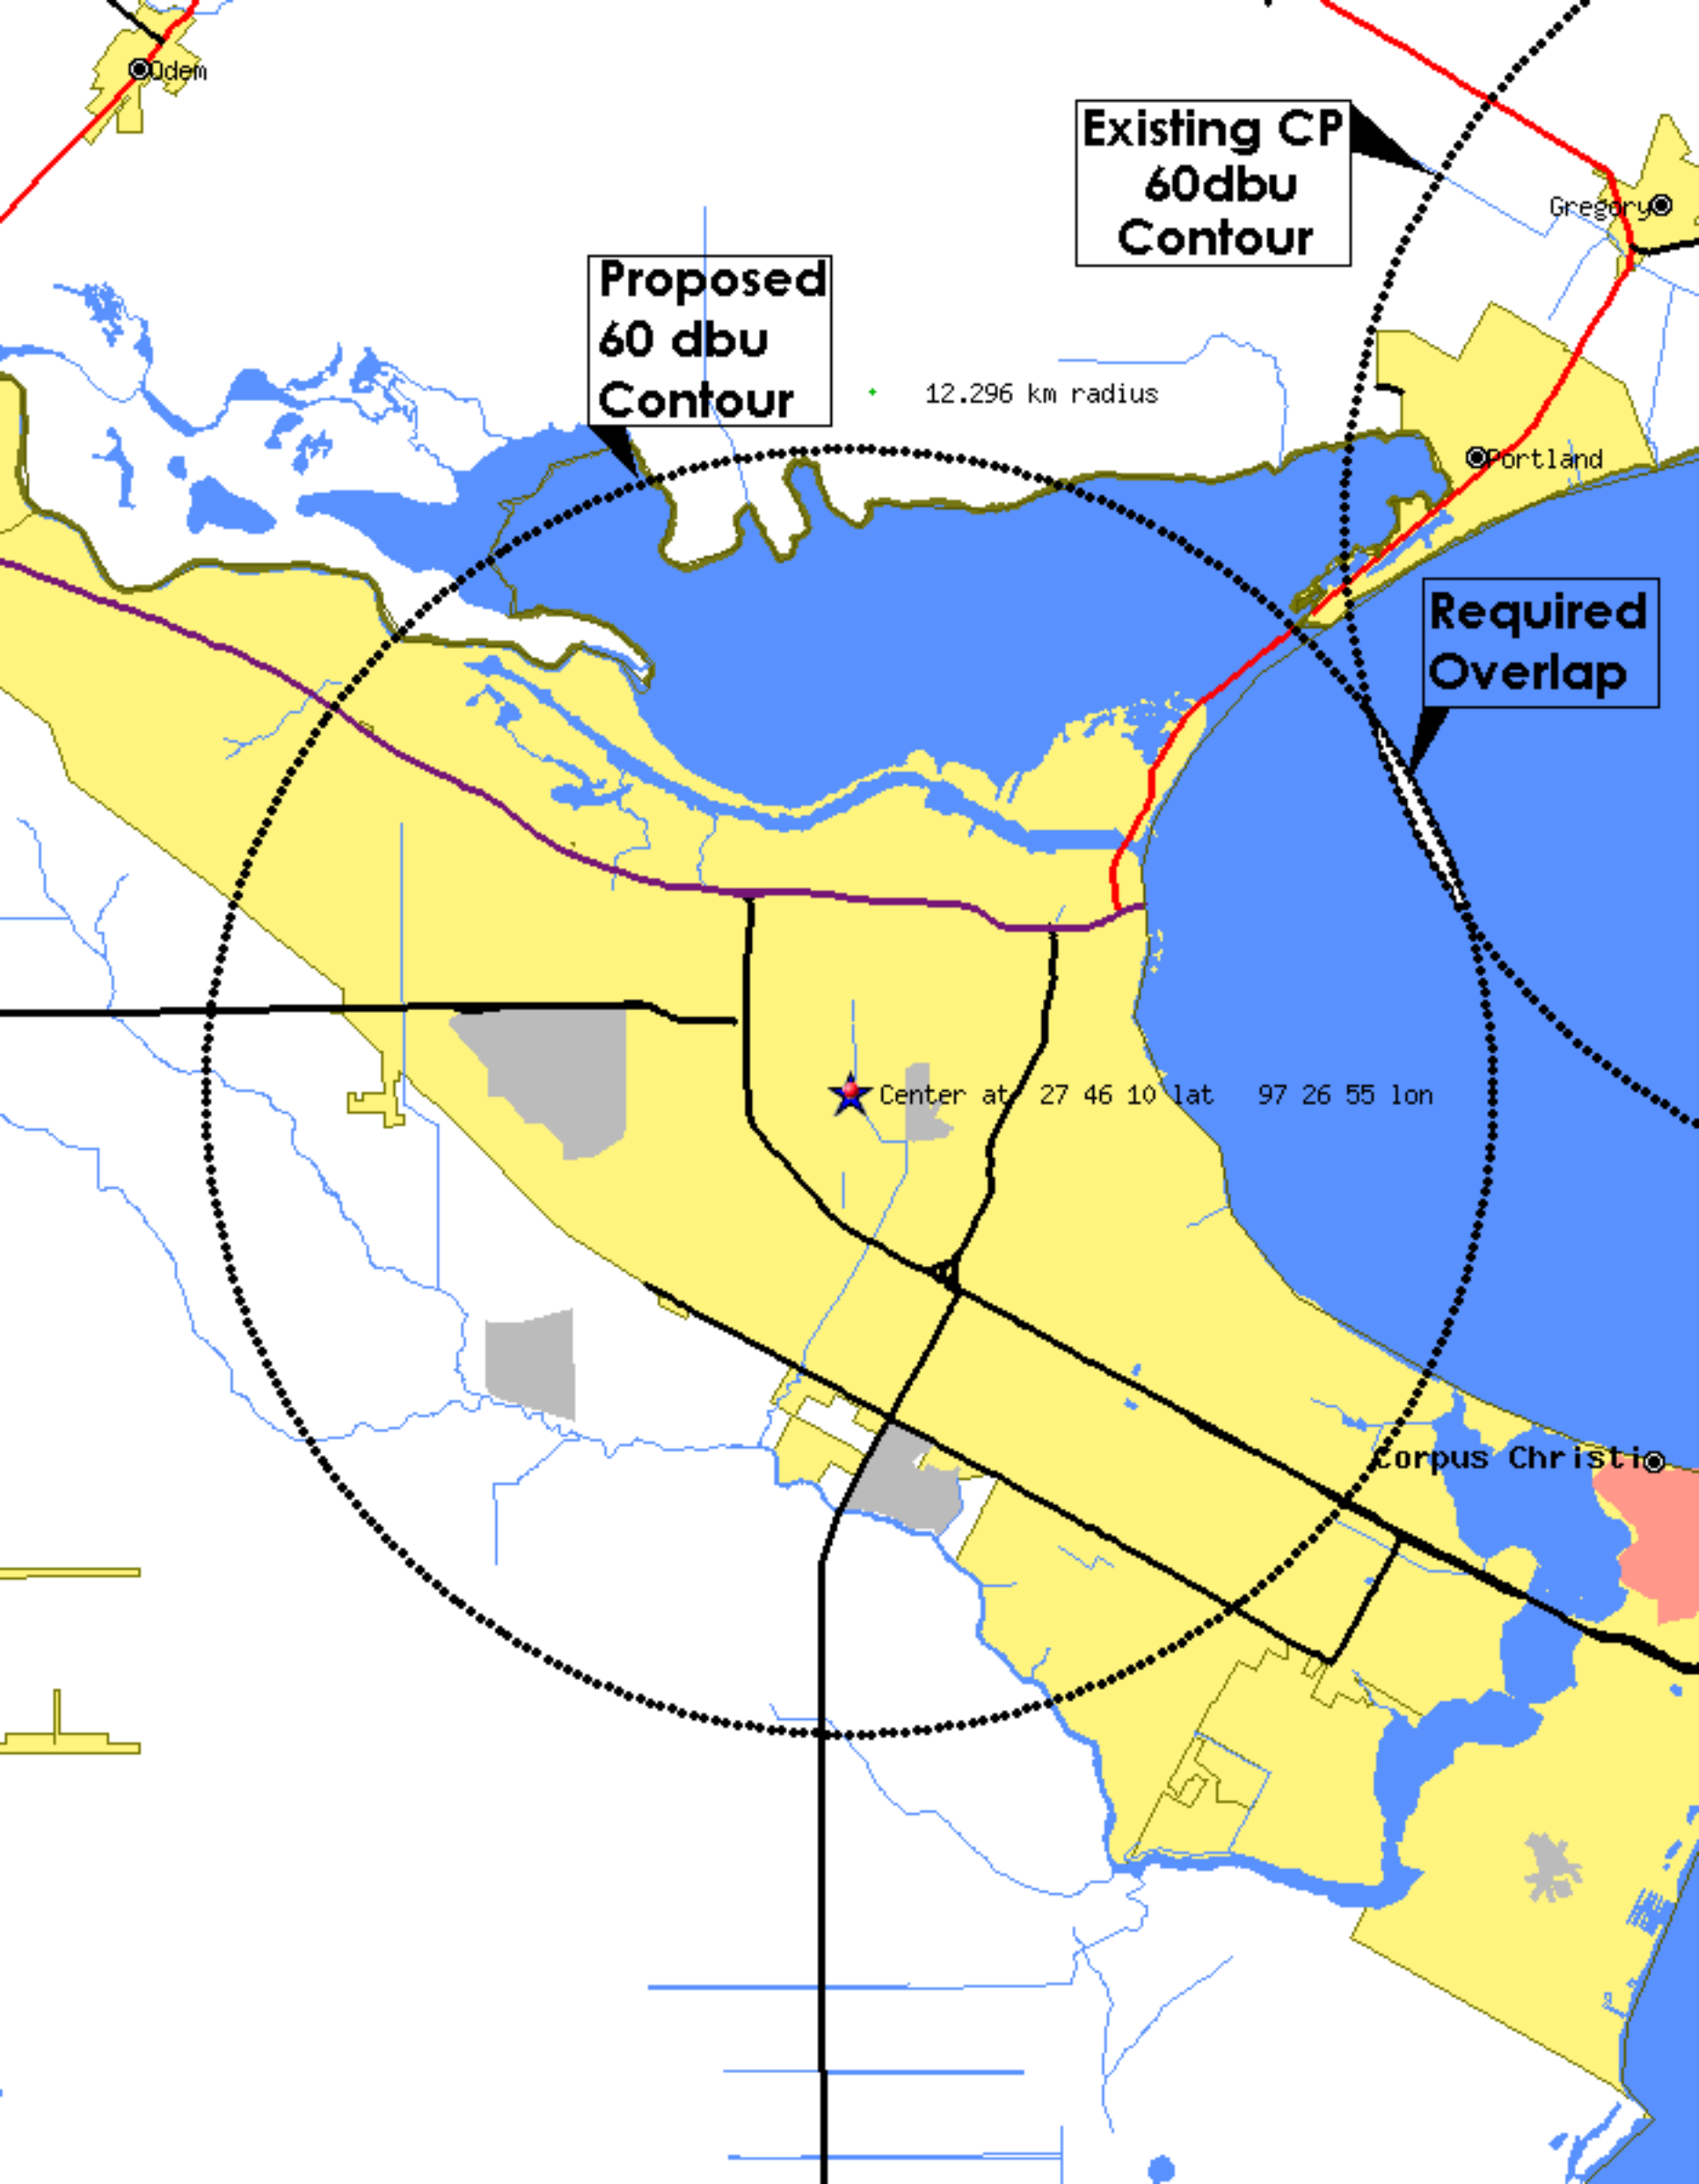 Odem
Existing CP
60dbu
Contour
Gregory
Proposed
60 dbu
Contour
12.296 km radius
Portland
Required
Overlap
Center at 27 46 10 lat 97 26 55 lon
Corpus Christi